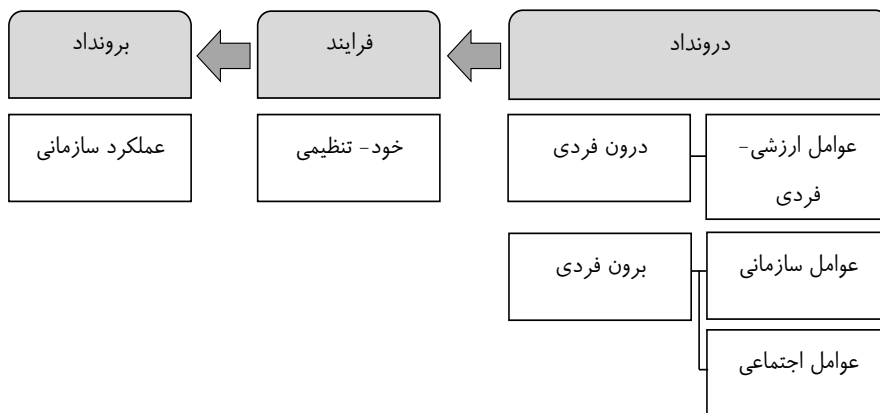 درونداد
فرایند
برونداد
عوامل ارزشی-
فردی
درون فردی
خود- تنظیمی
عملکرد سازمانی
عوامل سازمانی
برون فردی
عوامل اجتماعی